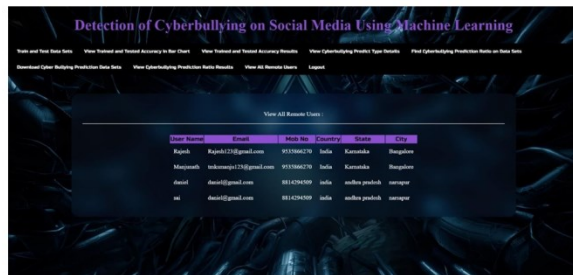 Detection of Cyberbullying on Social Media Using Machine Learning
Train and Test Data Sets View Trained and Tested Accuracy in Bar Chart View Trained and Tested Accuracy Results View Cyberbullying Predict Type Details Find Cyberbullying Prediction Ratio on Data Sets
Download Cyber Bullying Prediction Data Sets View Cyberbullying Prediction Ratio Results View All Remote Users Logout
View All Remote Users :
User Name Email Mob No Country State City
Rajesh Rajesh123@gmail.com 9535866270 India Karnataka Bangalore
Manjunath tmksmanju123@gmail.com 9535866270 India Karnataka Bangalore
daniel daniel@gmail.com 8814294509 india andhra pradesh
sai daniel@gmail.com 8814294509 india andhra pradesh